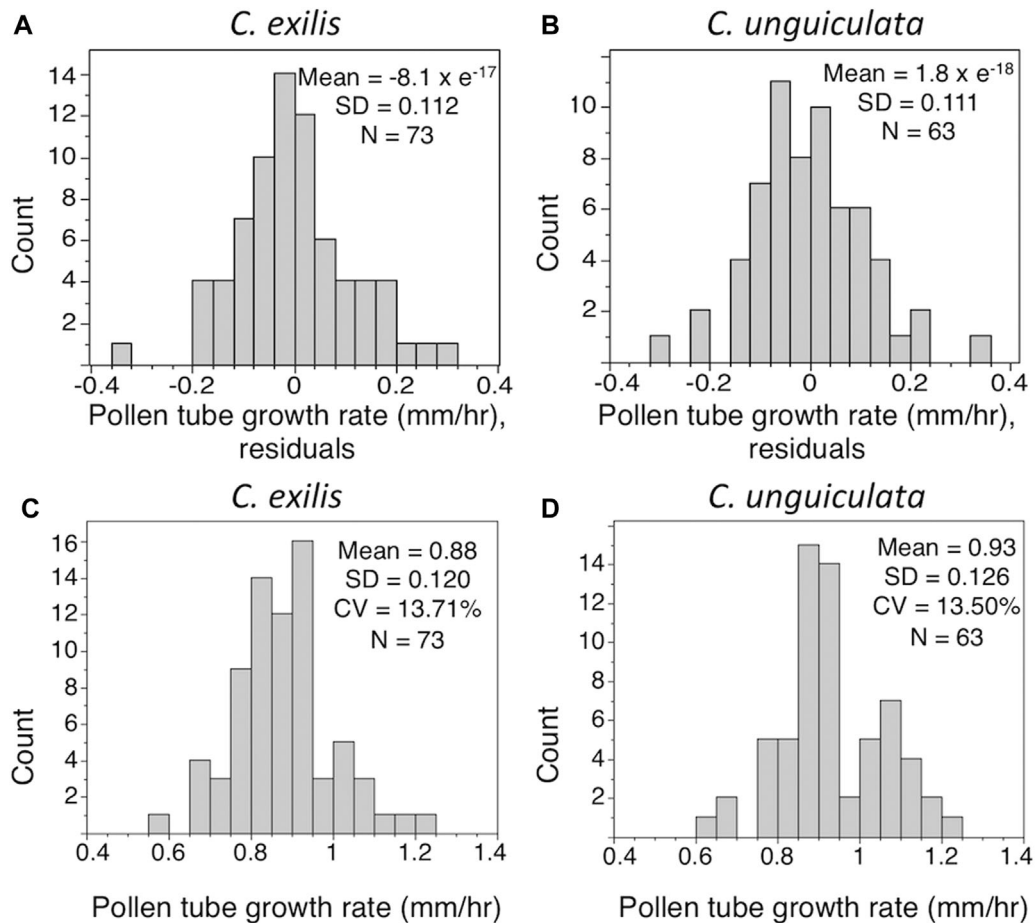 A
C. exilis
Mean = -8.1 x e-17
SD = 0.112
N = 73
14
12
10
8
6
4
2
Count
-0.4
-0.2
0
0.2
0.4
Pollen tube growth rate (mm/hr),
residuals
B
C. unguiculata
Mean = 1.8 x e-18
SD = 0.111
N = 63
10
8
6
4
2
Count
-0.4
-0.2
0
0.2
0.4
Pollen tube growth rate (mm/hr),
residuals
C
C. exilis
Mean = 0.88
SD = 0.120
CV = 13.71%
N = 73
16
14
12
10
8
6
4
2
Count
0.4
0.6
0.8
1
1.2
1.4
Pollen tube growth rate (mm/hr)
D
C. unguiculata
Mean = 0.93
SD = 0.126
CV = 13.50%
N = 63
14
12
10
8
6
4
2
Count
0.4
0.6
0.8
1
1.2
1.4
Pollen tube growth rate (mm/hr)